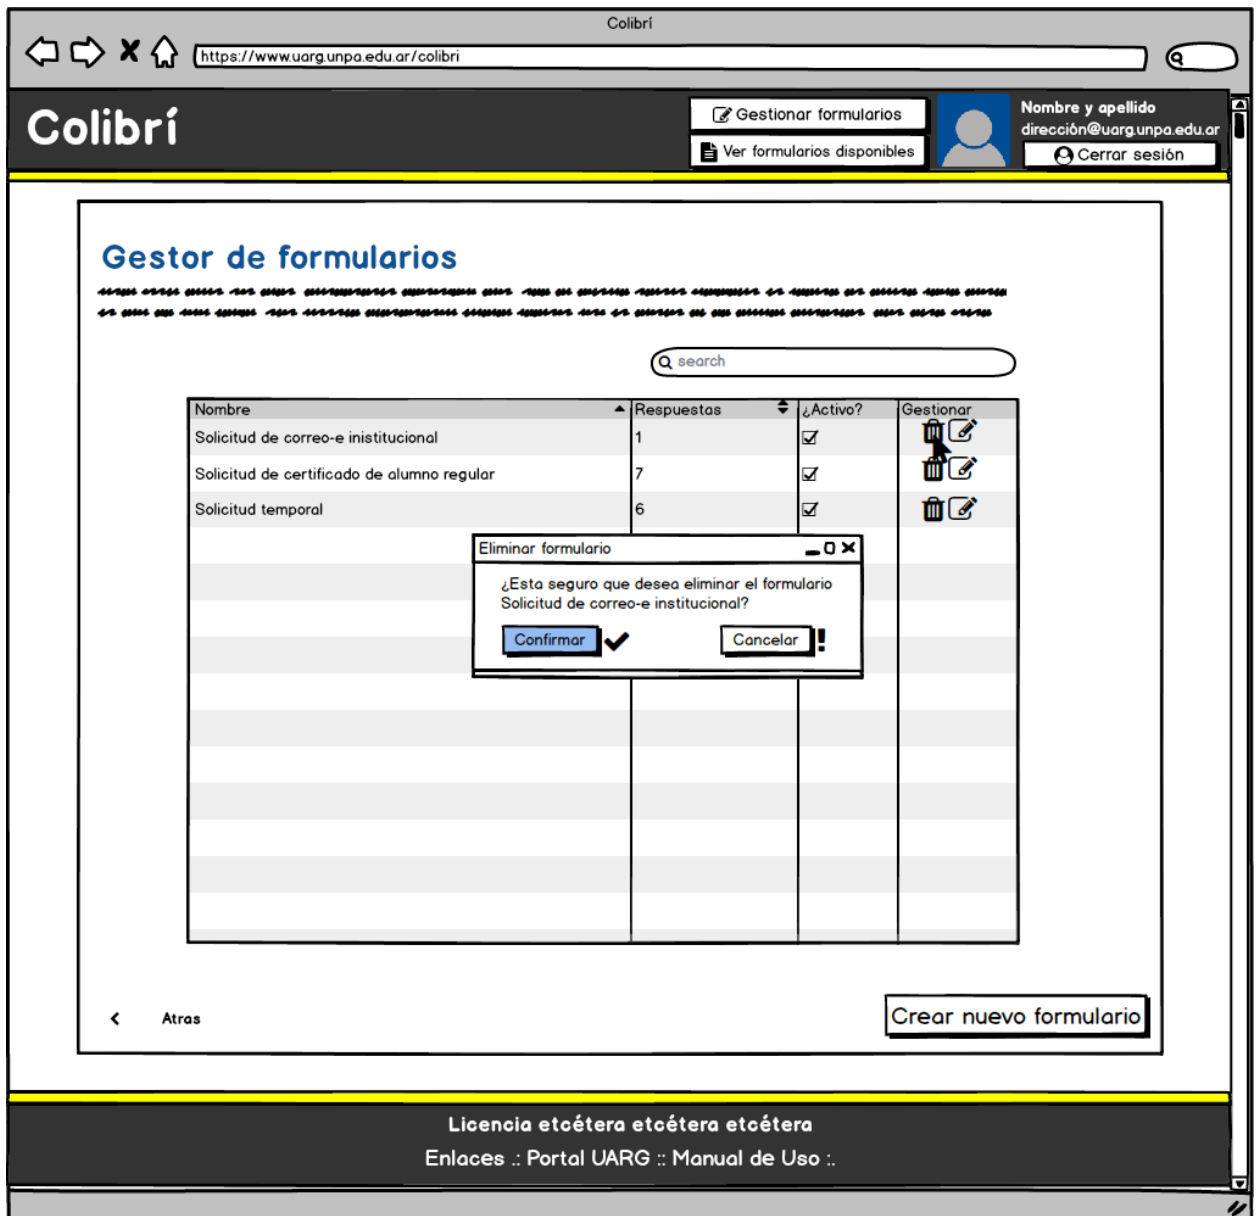 Colibrí
https://www.uarg.unpa.edu.ar/colibri
Colibrí
Gestionar formularios
Ver formularios disponibles
Nombre y apellido
dirección@uarg.unpa.edu.ar
Cerrar sesión
Gestor de formularios
search
Nombre Respuestas ¿Activo? Gestionar
Solicitud de correo-e inistitucional 1
Solicitud de certificado de alumno regular 7
Solicitud temporal 6
Eliminar formulario
¿Esta seguro que desea eliminar el formulario
Solicitud de correo-e institucional?
Confirmar Cancelar
Atras
Crear nuevo formulario
Licencia etcétera etcétera etcétera
Enlaces .: Portal UARG :: Manual de Uso :.